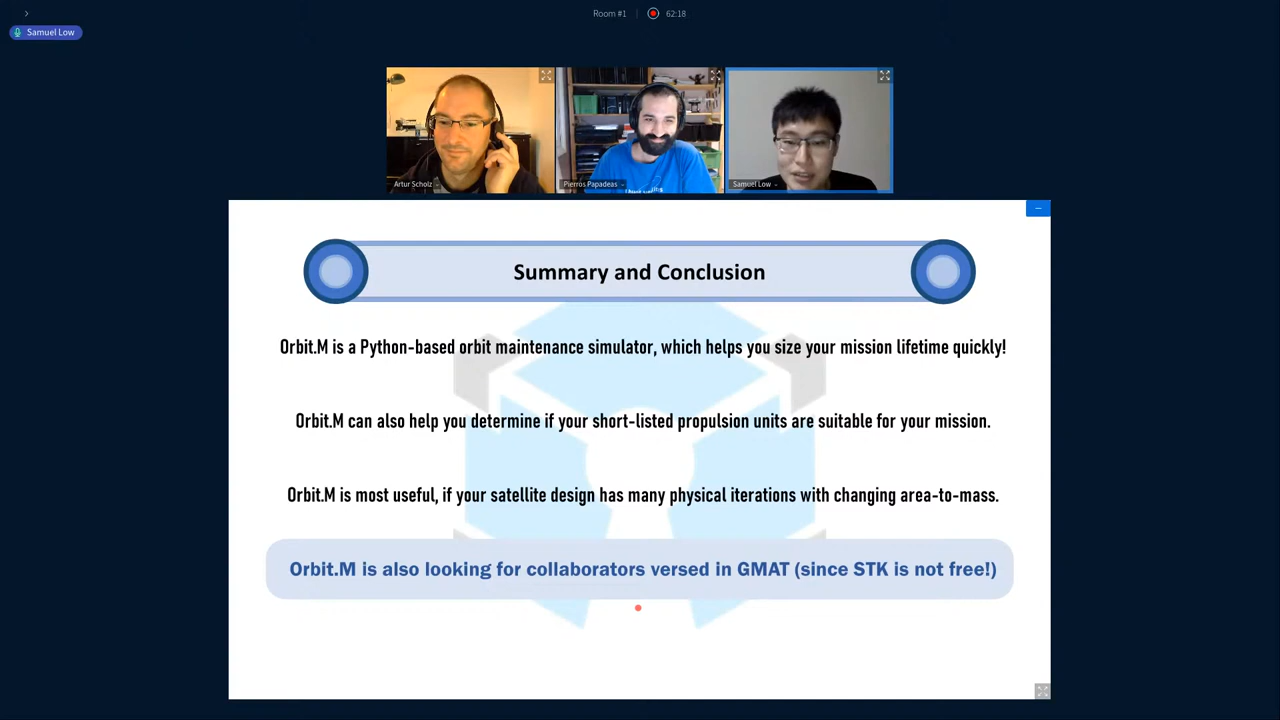 Room #1
62:18
Samuel Low
Artur Scholz
Pierros Papadeas
Samuel Low
Summary and Conclusion
Orbit.M is a Python-based orbit maintenance simulator, which helps you size your mission lifetime quickly!
Orbit.M can also help you determine if your short-listed propulsion units are suitable for your mission.
Orbit.M is most useful, if your satellite design has many physical iterations with changing area-to-mass.
Orbit.M is also looking for collaborators versed in GMAT (since STK is not free!)